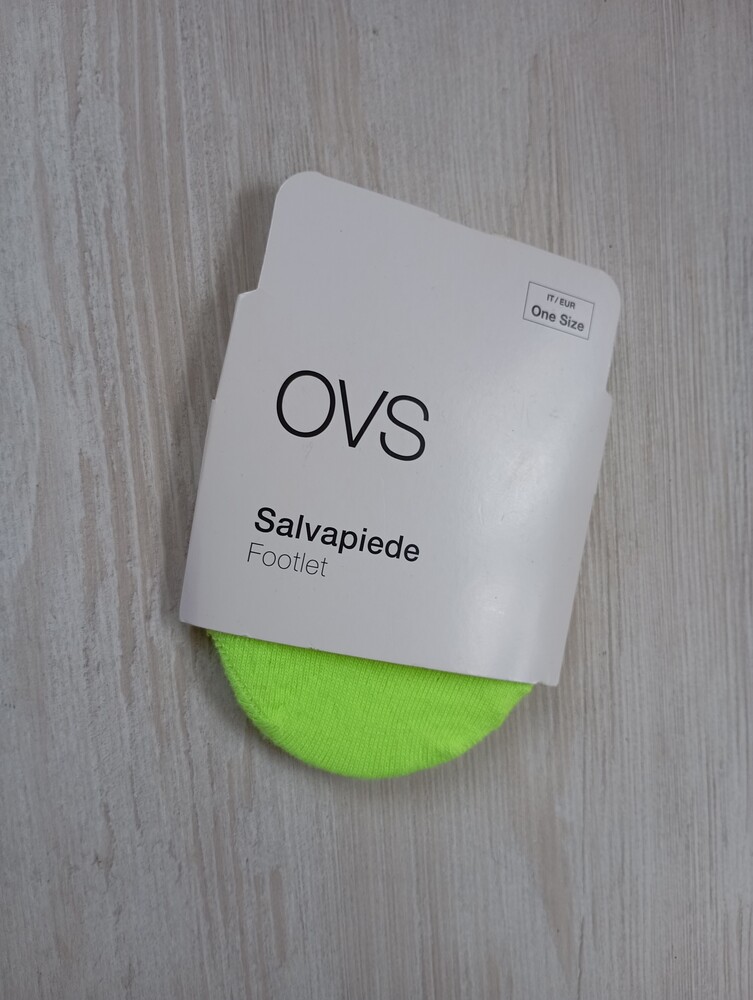 IT/EUR
One Size
OVS
Salvapiede
Footlet